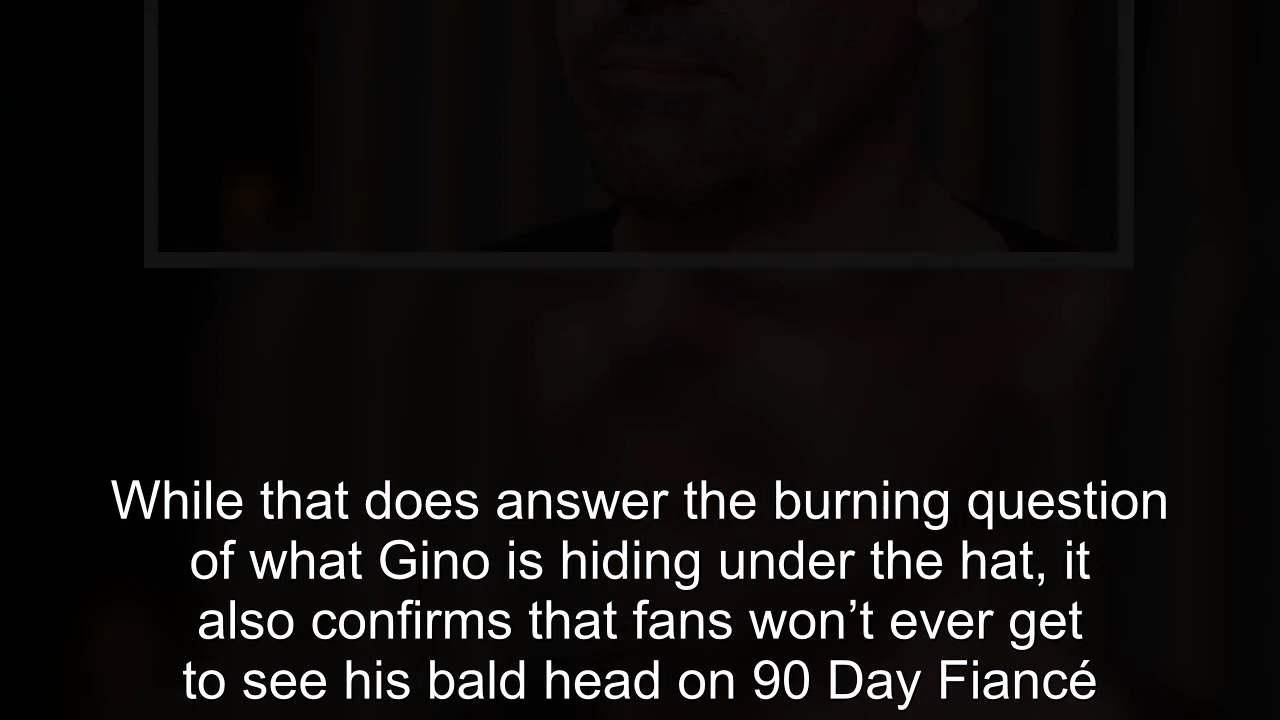 While that does answer the burning question
of what Gino is hiding under the hat, it
also confirms that fans won’t ever get
to see his bald head on 90 Day Fiancé